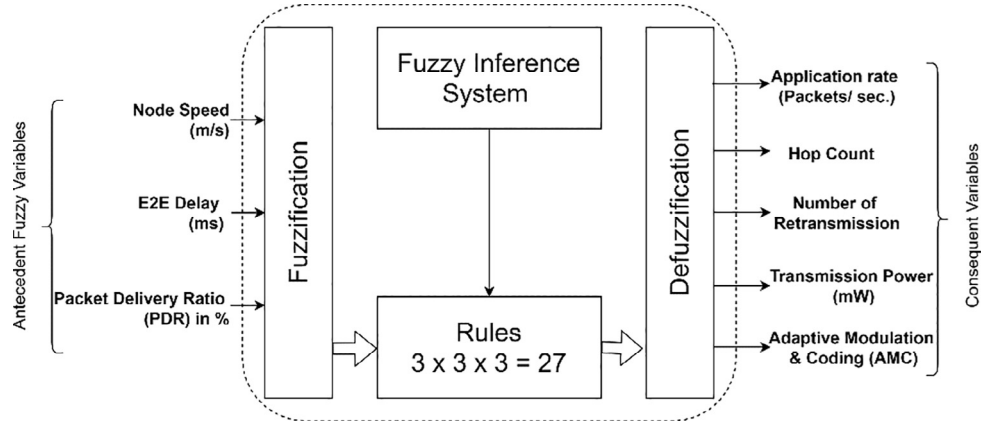 Antecedent Fuzzy Variables
Node Speed
(m/s)
E2E Delay
(ms)
Packet Delivery Ratio
(PDR) in %
Fuzzification
Fuzzy Inference
System
Rules
3 x 3 x 3 = 27
Defuzzification
Application rate
(Packets/ sec.)
Hop Count
Number of
Retransmission
Transmission Power
(mW)
Adaptive Modulation
& Coding (AMC)
Consequent Variables